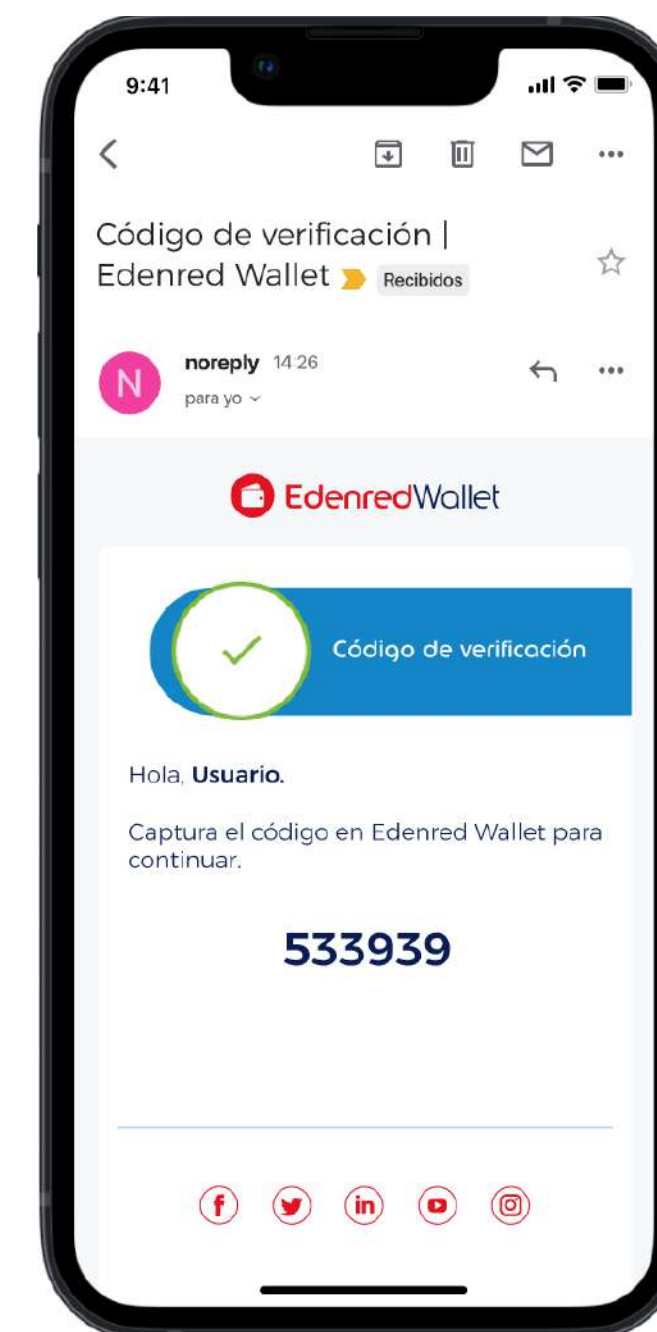 9:41
Código de verificación |
Edenred Wallet Recibidos
N
noreply 14:26
para yo
EdenredWallet
Código de verificación
Hola, Usuario.
Captura el código en Edenred Wallet para
continuar.
533939